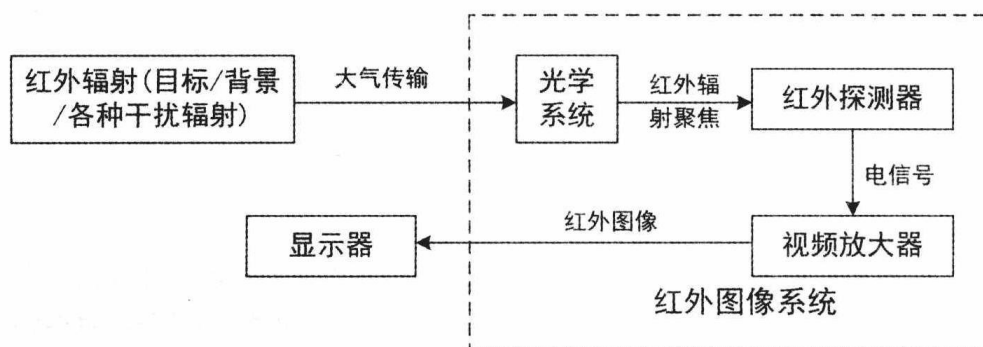 红外辐射(目标/背景
/各种干扰辐射)
大气传输
光学
系统
红外辐
射聚焦
红外探测器
电信号
视频放大器
红外图像
显示器
红外图像系统